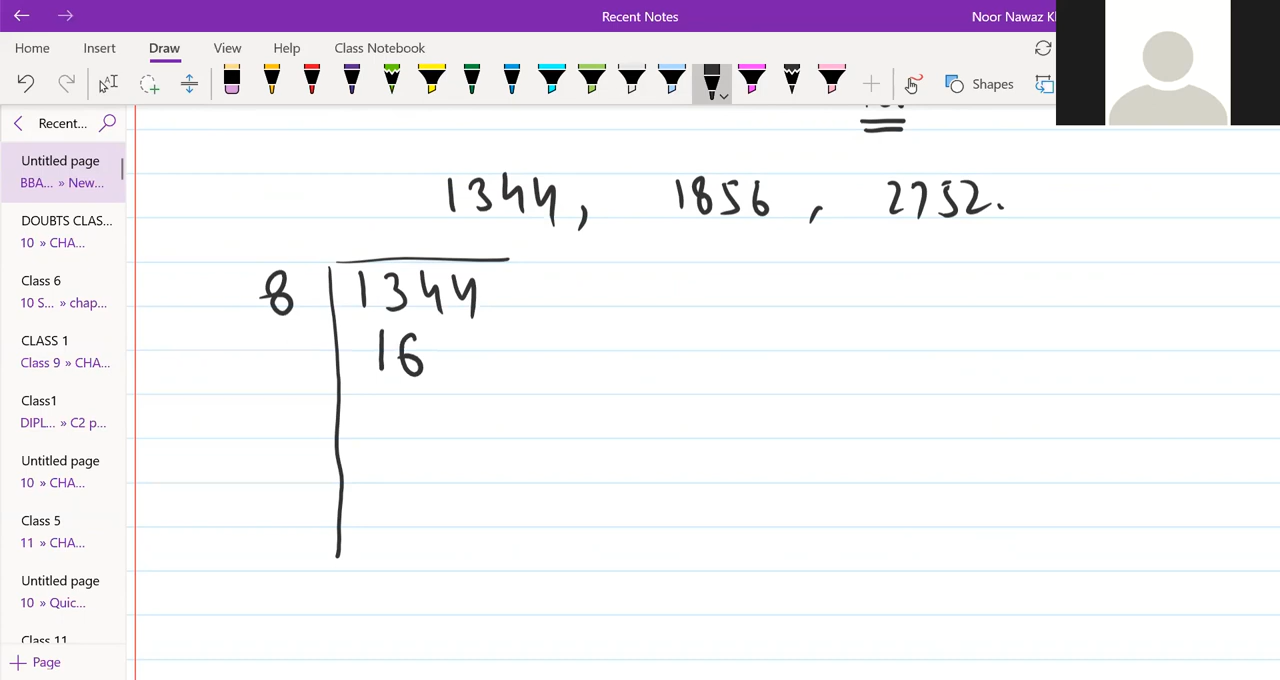 Recent Notes
Noor Nawaz Kh
Home Insert Draw View Help Class Notebook
Shapes
Recent...
Untitled page
BBA... » New...
DOUBTS CLAS...
10 » CHA...
Class 6
10 S... » chap...
CLASS 1
Class 9 » CHA...
Class1
DIPL... » C2 p...
Untitled page
10 » CHA...
Class 5
11 » CHA...
Untitled page
10 » Quic...
Class 11
Page
1344, 1856, 2752.
8 1344
16